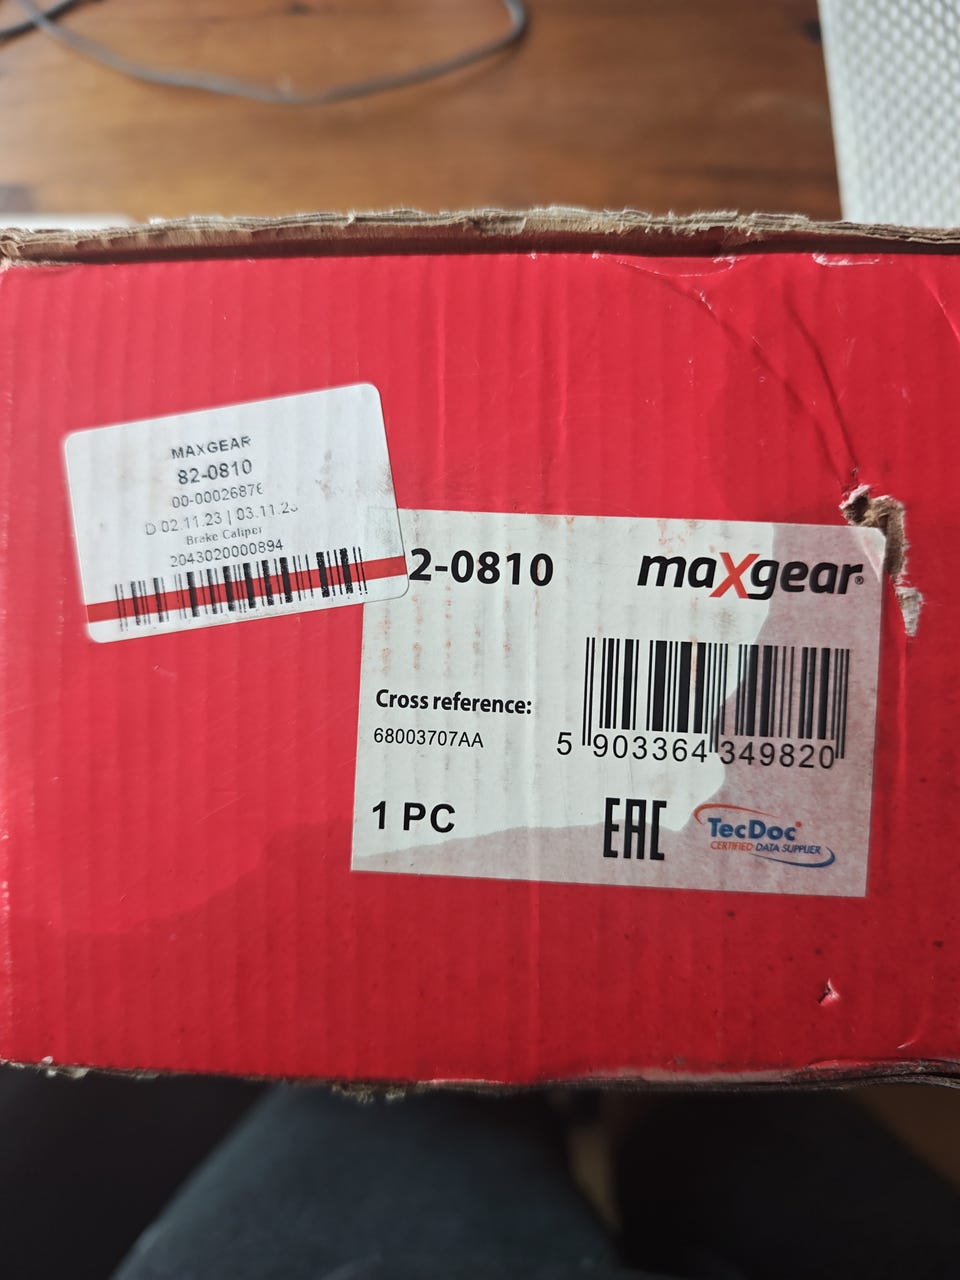 MAXGEAR
82-0810
00-0002687
D 02.11.23 | 03.11.2
Brake Caliper
2043020000894
2-0810
maXgear®
Cross reference:
68003707AA
5 903364 349820
1 PC
EAC
TecDoc
CERTIFIED DATA SUPPLIER